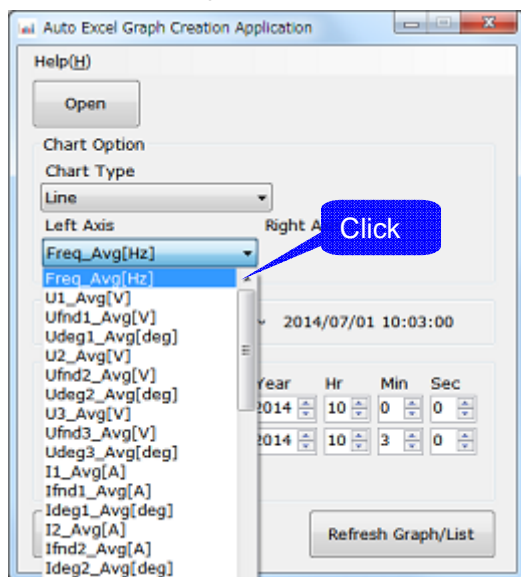 Auto Excel Graph Creation Application
Help(H)
Open
Chart Option
Chart Type
Line
Left Axis
Right A
Click
Freq_Avg[Hz]
Freq_Avg[Hz]
U1_Avg[V]
Ufnd1_Avg[V]
Udeg1_Avg[deg]
U2_Avg[V]
Ufnd2_Avg[V]
Udeg2_Avg[deg]
U3_Avg[V]
Ufnd3_Avg[V]
Udeg3_Avg[deg]
I1_Avg[A]
Ifnd1_Avg[A]
Ideg1_Avg[deg]
I2_Avg[A]
Ifnd2_Avg[A]
Ideg2_Avg[deg]
~ 2014/07/01 10:03:00
Year Hr Min Sec
2014 10 0 0
2014 10 3 0
Refresh Graph/List